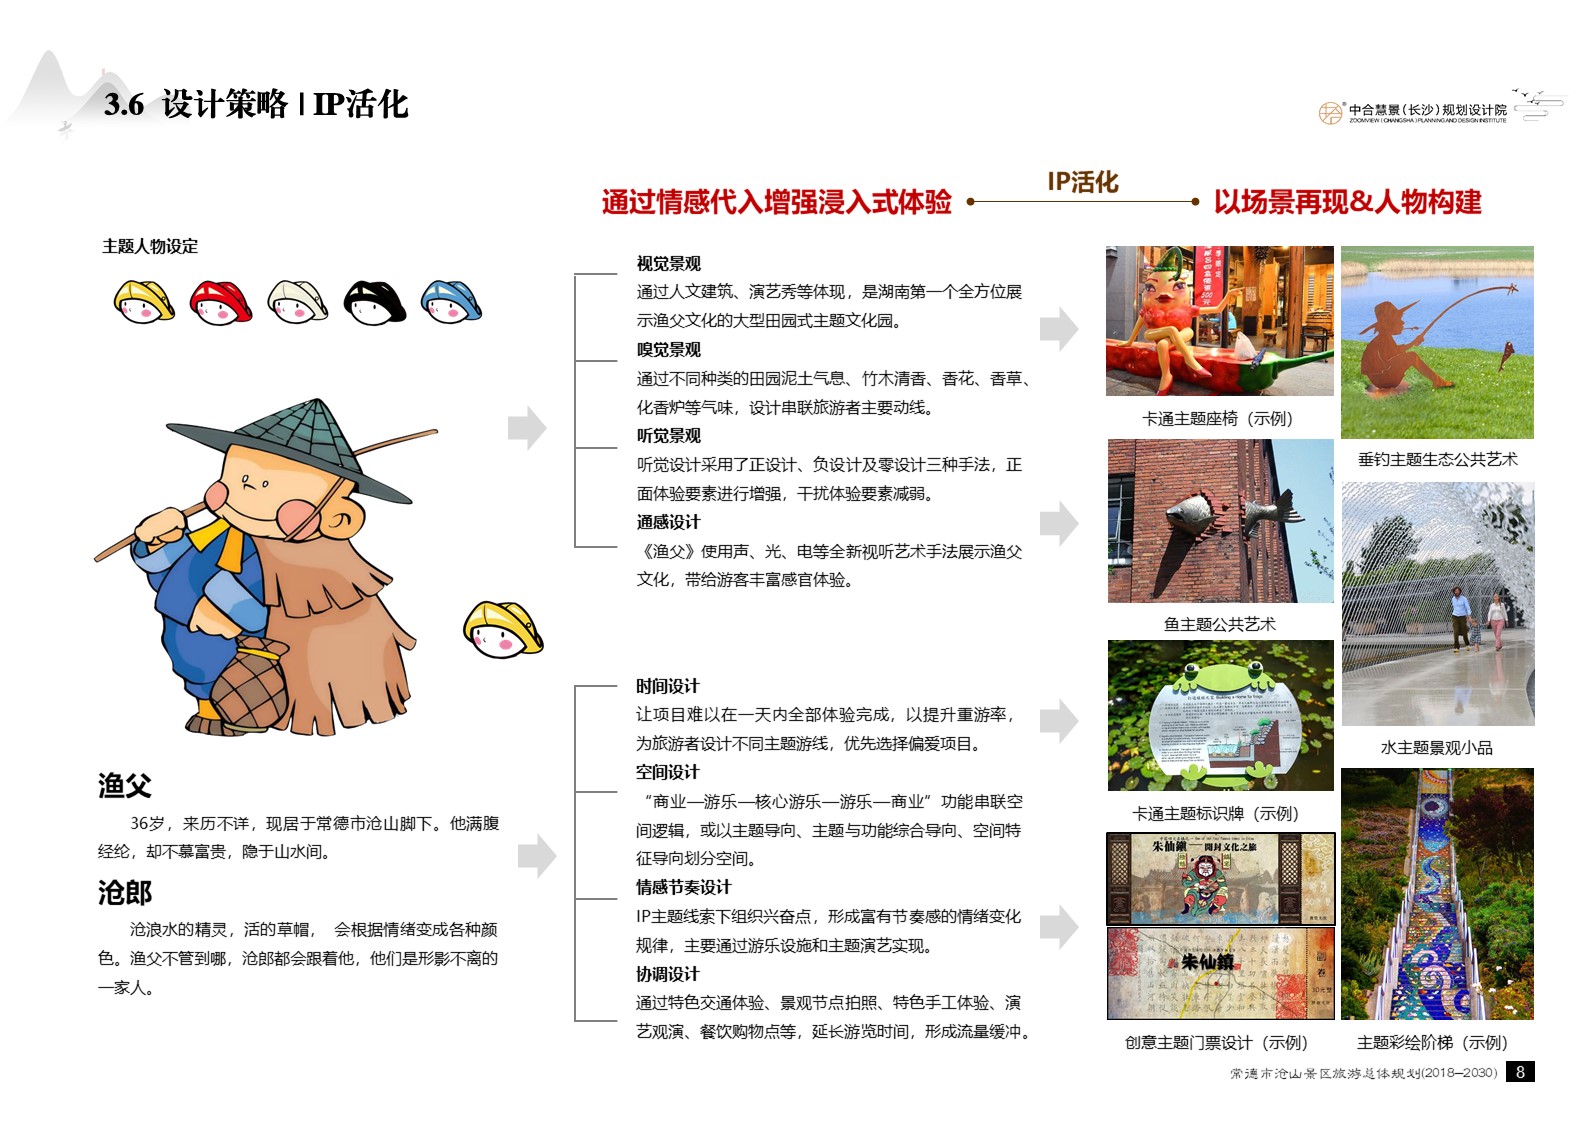 3.6 设计策略 | IP活化
中合慧景（长沙）规划设计院
ZOOMVIEW (CHANGSHA) PLANNING AND DESIGN INSTITUTE
通过情感代入增强浸入式体验
IP活化
以场景再现&人物构建
主题人物设定
渔父
36岁，来历不详，现居于常德市沧山脚下。他满腹
经纶，却不慕富贵，隐于山水间。
沧郎
沧浪水的精灵，活的草帽， 会根据情绪变成各种颜
色。渔父不管到哪，沧郎都会跟着他，他们是形影不离的
一家人。
视觉景观
通过人文建筑、演艺秀等体现，是湖南第一个全方位展
示渔父文化的大型田园式主题文化园。
嗅觉景观
通过不同种类的田园泥土气息、竹木清香、香花、香草、
化香炉等气味，设计串联旅游者主要动线。
听觉景观
听觉设计采用了正设计、负设计及零设计三种手法，正
面体验要素进行增强，干扰体验要素减弱。
通感设计
《渔父》使用声、光、电等全新视听艺术手法展示渔父
文化，带给游客丰富感官体验。
时间设计
让项目难以在一天内全部体验完成，以提升重游率，
为旅游者设计不同主题游线，优先选择偏爱项目。
空间设计
“商业—游乐—核心游乐—游乐—商业”功能串联空
间逻辑，或以主题导向、主题与功能综合导向、空间特
征导向划分空间。
情感节奏设计
IP主题线索下组织兴奋点，形成富有节奏感的情绪变化
规律，主要通过游乐设施和主题演艺实现。
协调设计
通过特色交通体验、景观节点拍照、特色手工体验、演
艺观演、餐饮购物点等，延长游览时间，形成流量缓冲。
卡通主题座椅（示例）
垂钓主题生态公共艺术
鱼主题公共艺术
水主题景观小品
Building a Home for Frogs
卡通主题标识牌（示例）
朱仙鎮——開封文化之旅
朱仙鎮
创意主题门票设计（示例）
主题彩绘阶梯（示例）
常德市沧山景区旅游总体规划(2018—2030)
8